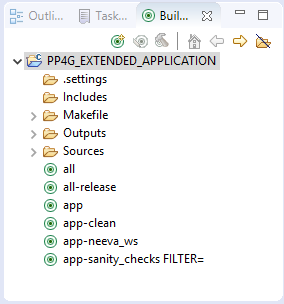 Outli...
Task...
Buil...
PP4G_EXTENDED_APPLICATION
.settings
Includes
Makefile
Outputs
Sources
all
all-release
app
app-clean
app-neeva_ws
app-sanity_checks FILTER=